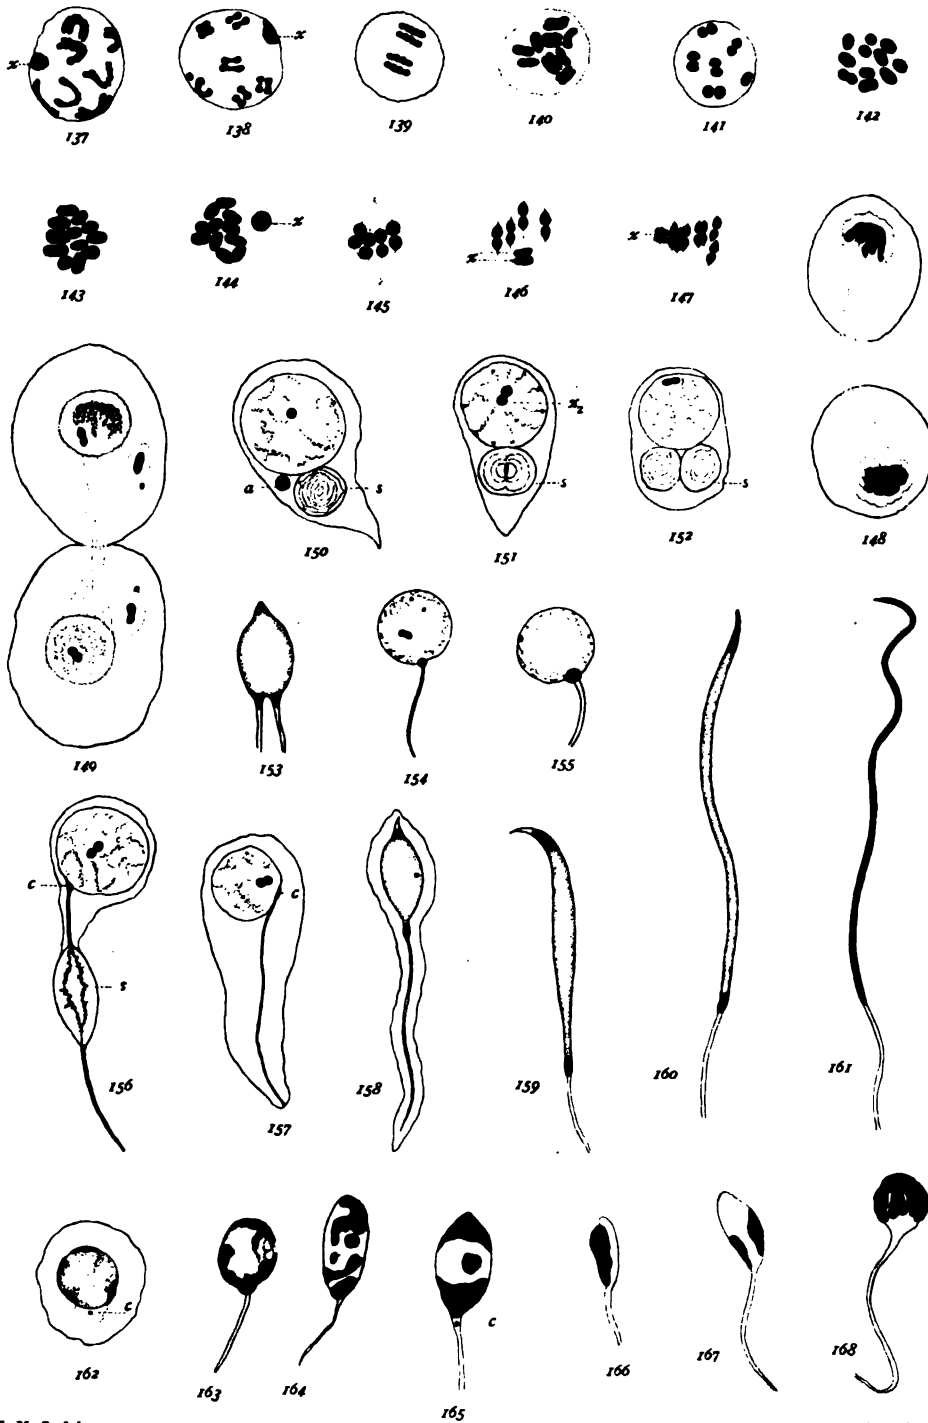 x x
137 138 139 140 141 142
x x x
143 144 145 146 147
x₂
a s s s
150 151 152 148
149 153 154 155
c c
s
156 157 158 159 160 161
c c
162 163 164 165 166 167 168